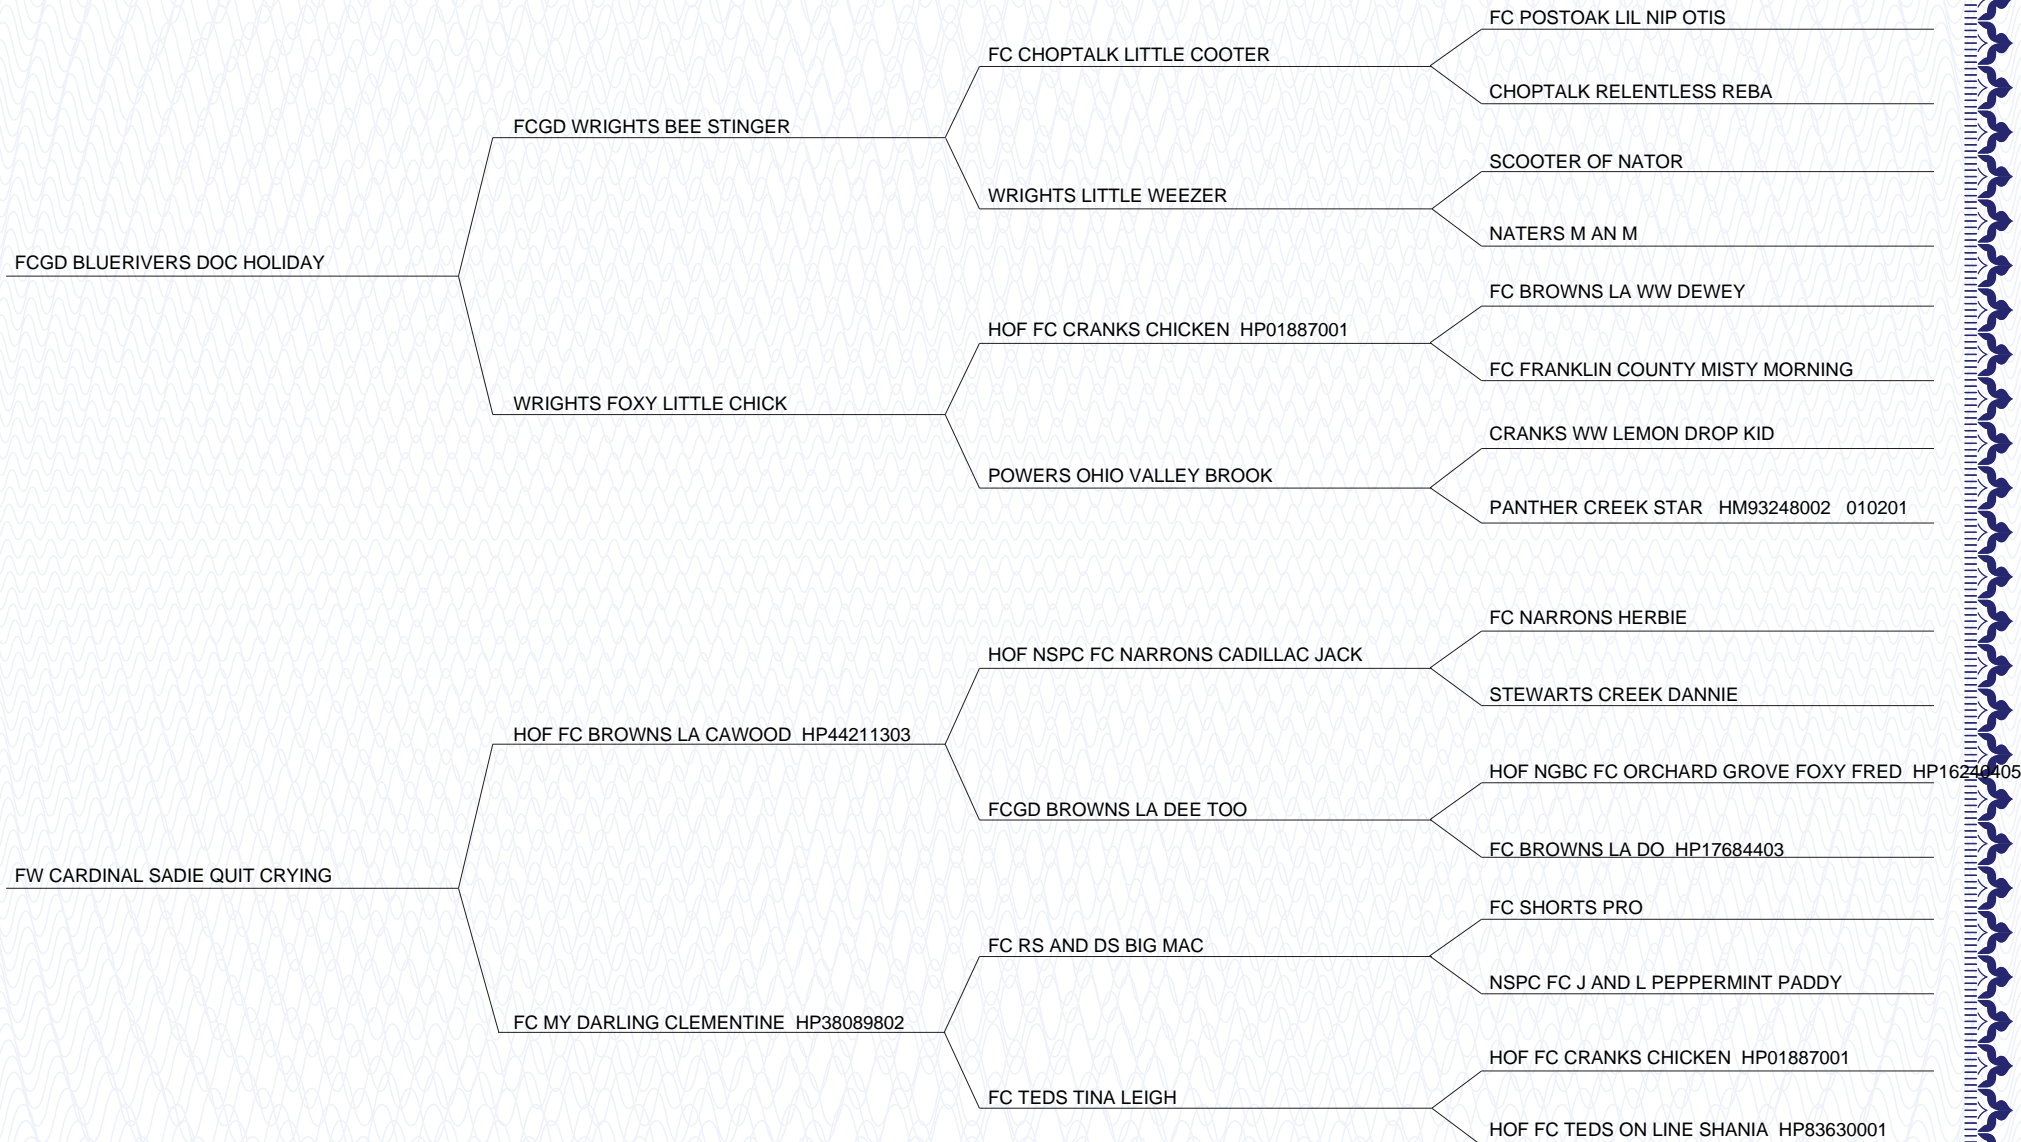 FC POSTOAK LIL NIP OTIS
FC CHOPTALK LITTLE COOTER
CHOPTALK RELENTLESS REBA
FCGD WRIGHTS BEE STINGER
SCOOTER OF NATOR
WRIGHTS LITTLE WEEZER
NATERS M AN M
FCGD BLUERIVERS DOC HOLIDAY
FC BROWNS LA WW DEWEY
HOF FC CRANKS CHICKEN HP01887001
FC FRANKLIN COUNTY MISTY MORNING
WRIGHTS FOXY LITTLE CHICK
CRANKS WW LEMON DROP KID
POWERS OHIO VALLEY BROOK
PANTHER CREEK STAR HM93248002 010201
FC NARRONS HERBIE
HOF NSPC FC NARRONS CADILLAC JACK
STEWARTS CREEK DANNIE
HOF FC BROWNS LA CAWOOD HP44211303
HOF NGBC FC ORCHARD GROVE FOXY FRED HP16240405
FCGD BROWNS LA DEE TOO
FC BROWNS LA DO HP17684403
FW CARDINAL SADIE QUIT CRYING
FC SHORTS PRO
FC RS AND DS BIG MAC
NSPC FC J AND L PEPPERMINT PADDY
FC MY DARLING CLEMENTINE HP38089802
HOF FC CRANKS CHICKEN HP01887001
FC TEDS TINA LEIGH
HOF FC TEDS ON LINE SHANIA HP83630001